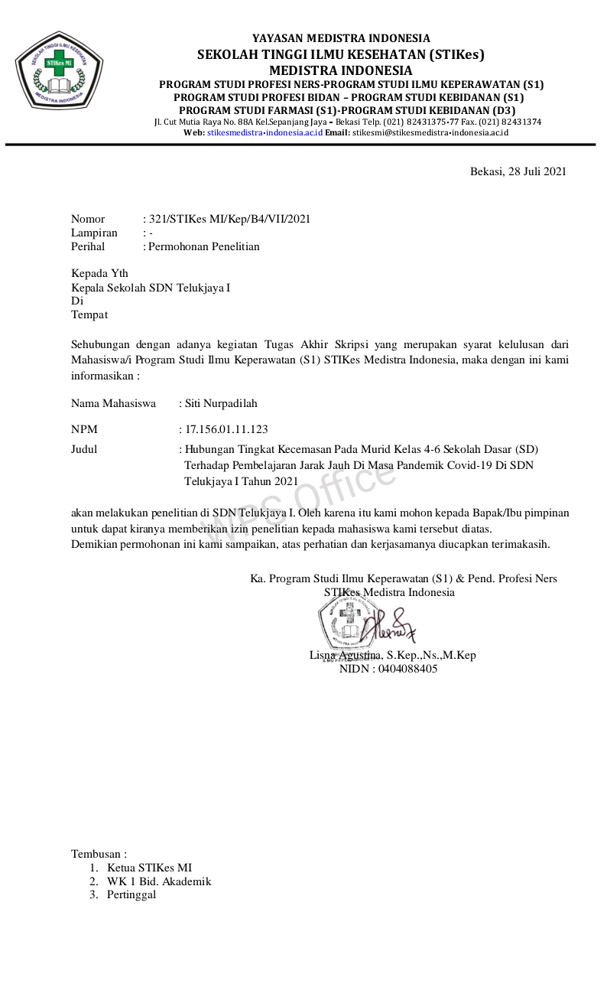 YAYASAN MEDISTRA INDONESIA
SEKOLAH TINGGI ILMU KESEHATAN (STIKes)
MEDISTRA INDONESIA
PROGRAM STUDI PROFESI NERS-PROGRAM STUDI ILMU KEPERAWATAN (S1)
PROGRAM STUDI PROFESI BIDAN – PROGRAM STUDI KEBIDANAN (S1)
PROGRAM STUDI FARMASI (S1)-PROGRAM STUDI KEBIDANAN (D3)
Jl. Cut Mutia Raya No. 88A Kel.Sepanjang Jaya – Bekasi Telp. (021) 82431375-77 Fax. (021) 82431374
Web: stikesmedistra-indonesia.ac.id Email: stikesmi@stikesmedistra-indonesia.ac.id
SEKOLAH TINGGI ILMU KESEHATAN
STIKes MI
MEDISTRA INDONESIA
Bekasi, 28 Juli 2021
Nomor : 321/STIKes MI/Kep/B4/VII/2021
Lampiran : -
Perihal : Permohonan Penelitian
Kepada Yth
Kepala Sekolah SDN Telukjaya I
Di
Tempat
Sehubungan dengan adanya kegiatan Tugas Akhir Skripsi yang merupakan syarat kelulusan dari
Mahasiswa/i Program Studi Ilmu Keperawatan (S1) STIKes Medistra Indonesia, maka dengan ini kami
informasikan :
Nama Mahasiswa : Siti Nurpadilah
NPM : 17.156.01.11.123
Judul : Hubungan Tingkat Kecemasan Pada Murid Kelas 4-6 Sekolah Dasar (SD)
Terhadap Pembelajaran Jarak Jauh Di Masa Pandemik Covid-19 Di SDN
Telukjaya I Tahun 2021
WPS Office
akan melakukan penelitian di SDN Telukjaya I. Oleh karena itu kami mohon kepada Bapak/Ibu pimpinan
untuk dapat kiranya memberikan izin penelitian kepada mahasiswa kami tersebut diatas.
Demikian permohonan ini kami sampaikan, atas perhatian dan kerjasamanya diucapkan terimakasih.
Ka. Program Studi Ilmu Keperawatan (S1) & Pend. Profesi Ners
STIKes Medistra Indonesia
Lisna Agustina, S.Kep.,Ns.,M.Kep
NIDN : 0404088405
Tembusan :
1. Ketua STIKes MI
2. WK 1 Bid. Akademik
3. Pertinggal